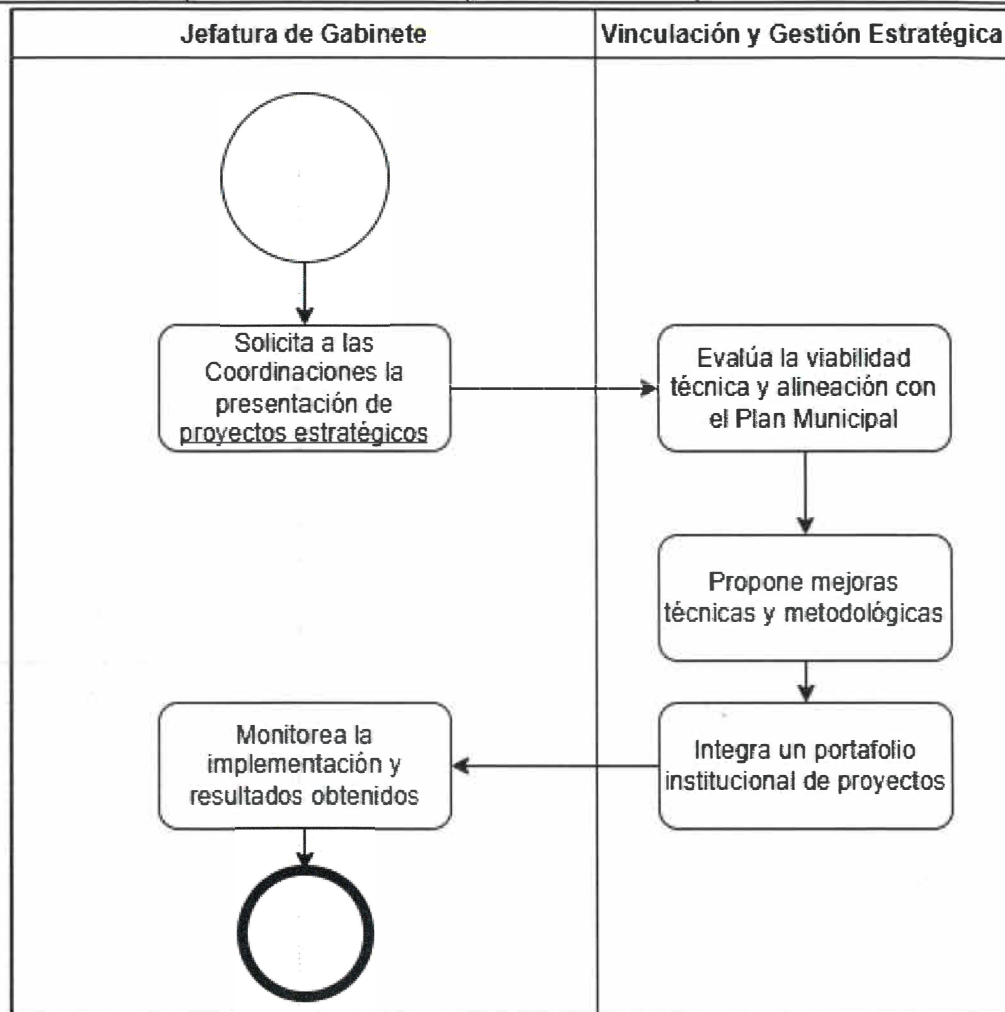 Jefatura de Gabinete
Vinculación y Gestión Estratégica
Solicita a las
Coordinaciones la
presentación de
proyectos estratégicos
Evalúa la viabilidad
técnica y alineación con
el Plan Municipal
Propone mejoras
técnicas y metodológicas
Integra un portafolio
institucional de proyectos
Monitorea la
implementación y
resultados obtenidos